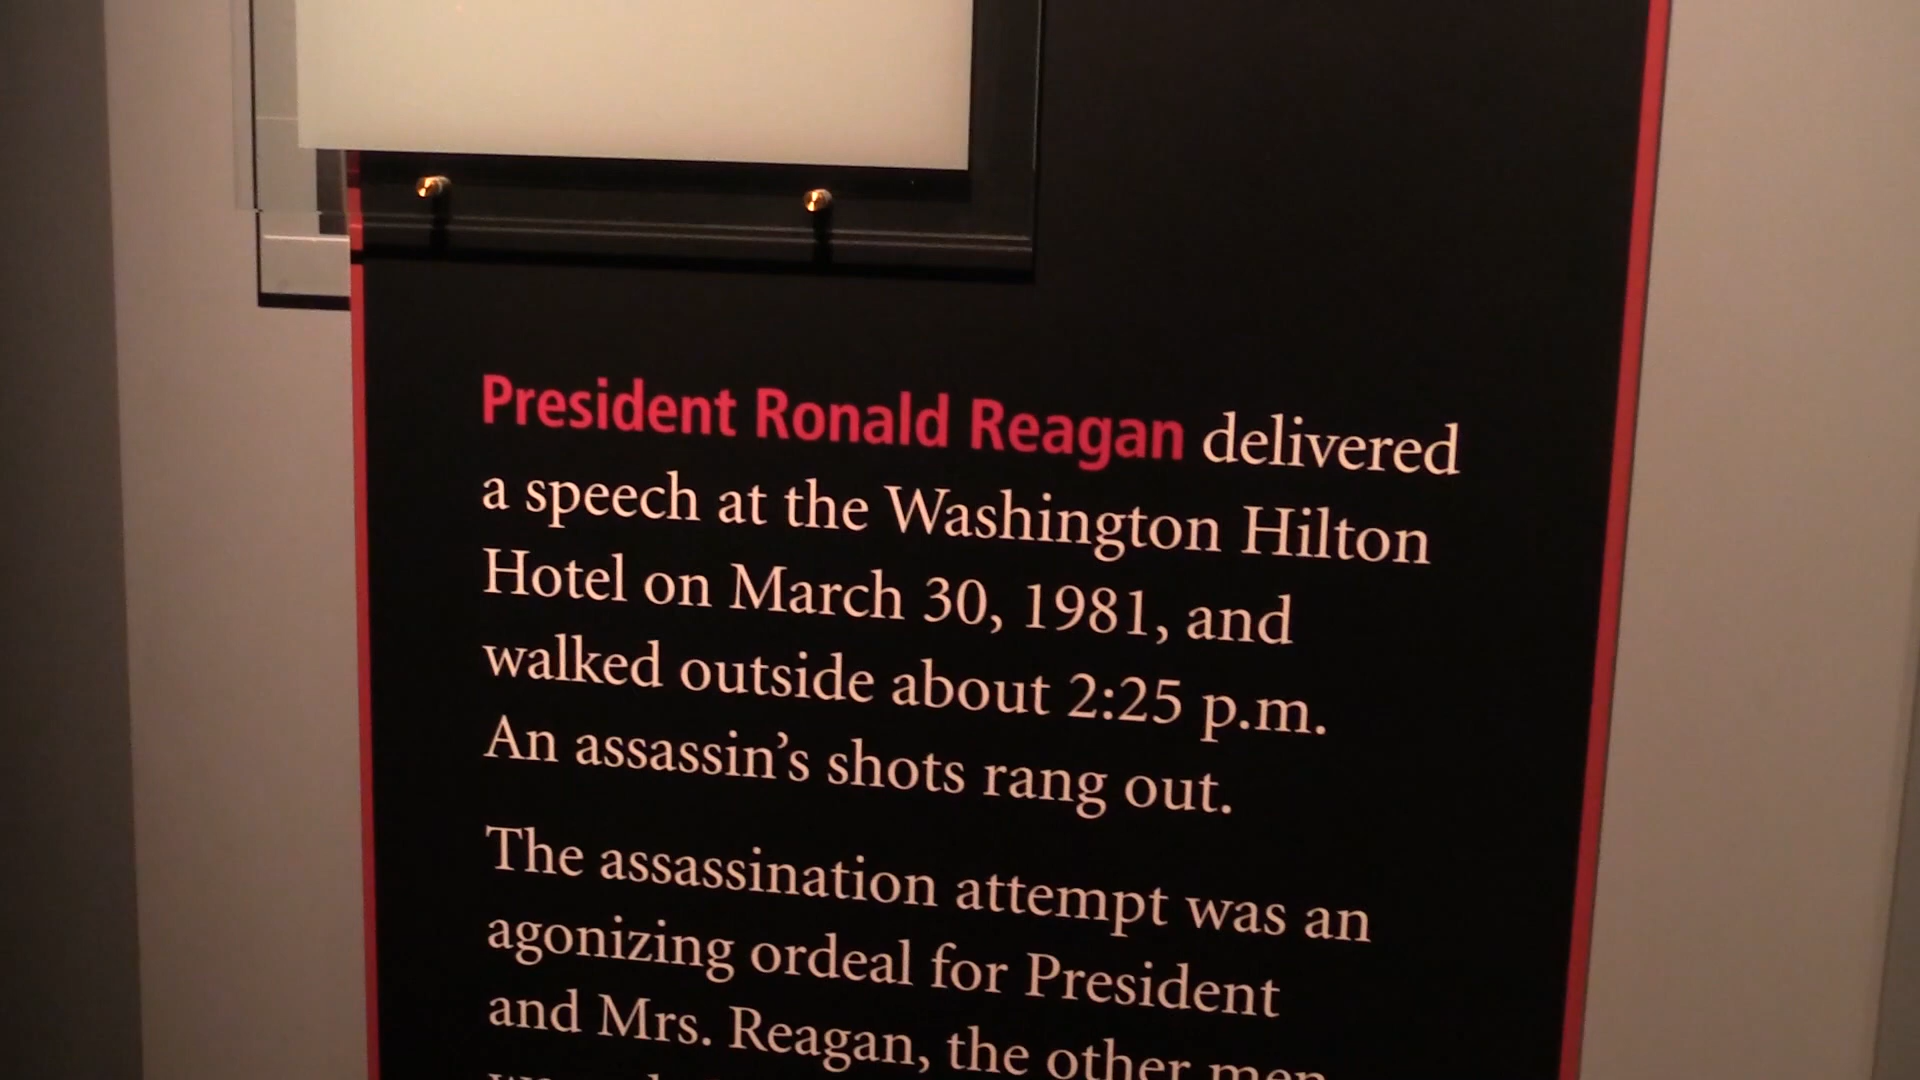 President Ronald Reagan delivered
a speech at the Washington Hilton
Hotel on March 30, 1981, and
walked outside about 2:25 p.m.
An assassin's shots rang out.
The assassination attempt was an
agonizing ordeal for President
and Mrs. Reagan, the other men